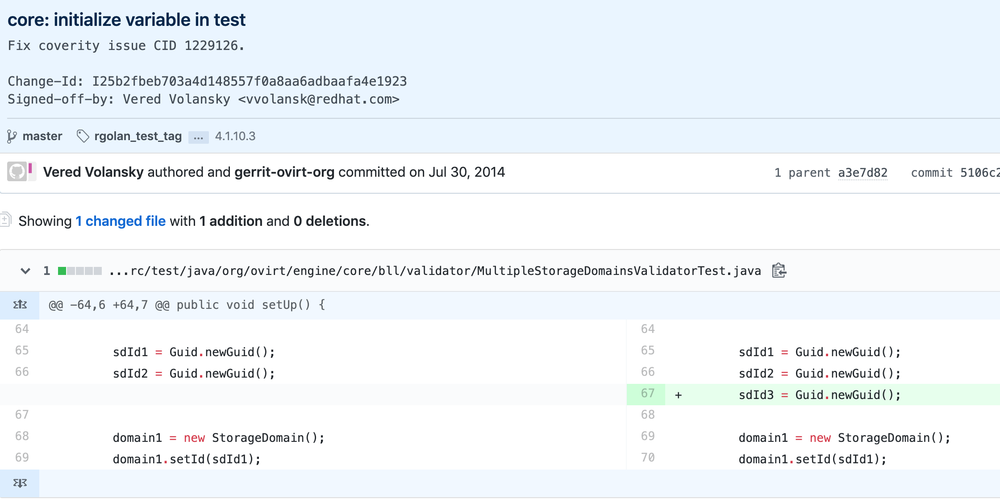 core: initialize variable in test
Fix coverity issue CID 1229126.
Change-Id: I25b2fbeb703a4d148557f0a8aa6adbaafa4e1923
Signed-off-by: Vered Volansky <vvolansk@redhat.com>
master rgolan_test_tag ... 4.1.10.3
Vered Volansky authored and gerrit-ovirt-org committed on Jul 30, 2014 1 parent a3e7d82 commit 5106c2
Showing 1 changed file with 1 addition and 0 deletions.
1 ...rc/test/java/org/ovirt/engine/core/bll/validator/MultipleStorageDomainsValidatorTest.java
@@ -64,6 +64,7 @@ public void setUp() {
64 64
65 sdId1 = Guid.newGuid(); 65 sdId1 = Guid.newGuid();
66 sdId2 = Guid.newGuid(); 66 sdId2 = Guid.newGuid();
67 + sdId3 = Guid.newGuid();
67 68
68 domain1 = new StorageDomain(); 69 domain1 = new StorageDomain();
69 domain1.setId(sdId1); 70 domain1.setId(sdId1);